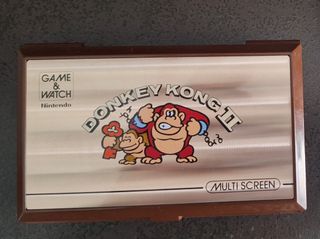 GAME
&
WATCH
Nintendo
DONKEY KONG II
MULTI SCREEN